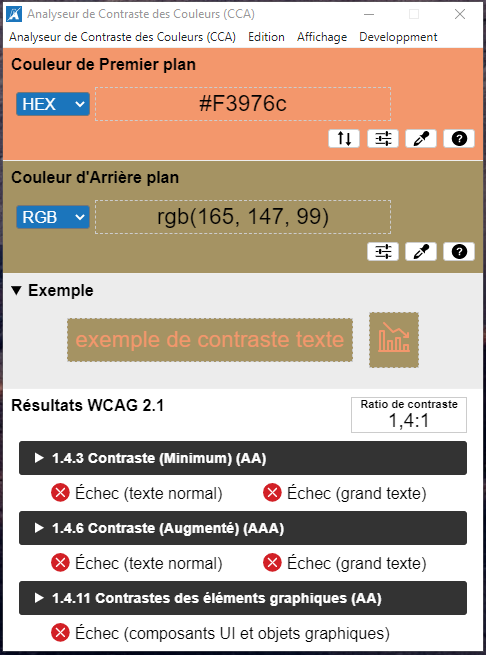 Analyseur de Contraste des Couleurs (CCA)
Analyseur de Contraste des Couleurs (CCA) Edition Affichage Developpment
Couleur de Premier plan
HEX #F3976c
Couleur d'Arrière plan
RGB rgb(165, 147, 99)
▼ Exemple
exemple de contraste texte
Résultats WCAG 2.1
Ratio de contraste
1,4:1
1.4.3 Contraste (Minimum) (AA)
Échec (texte normal) Échec (grand texte)
1.4.6 Contraste (Augmenté) (AAA)
Échec (texte normal) Échec (grand texte)
1.4.11 Contrastes des éléments graphiques (AA)
Échec (composants UI et objets graphiques)